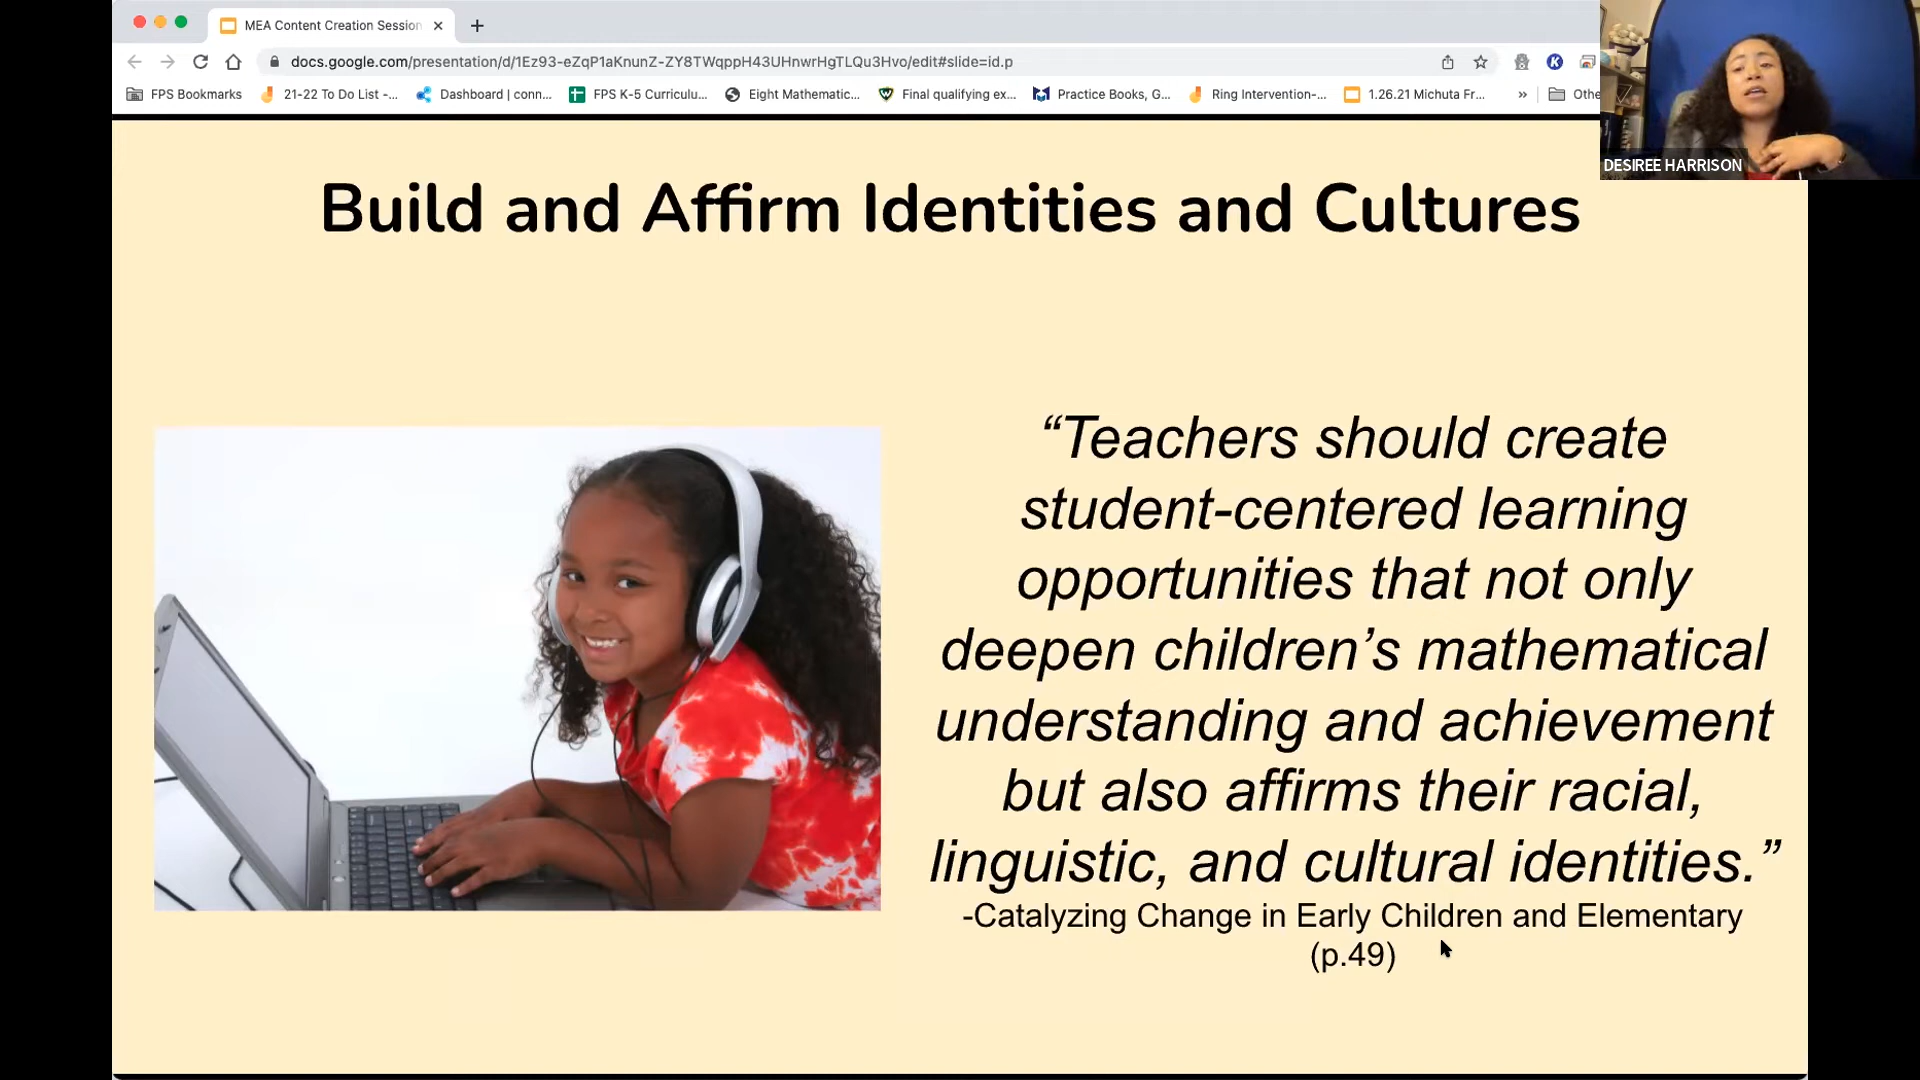 MEA Content Creation Session
docs.google.com/presentation/d/1Ez93-eZqP1aKnunZ-ZY8TWqppH43UHnwrHgTLQu3Hvo/edit#slide=id.p
FPS Bookmarks
21-22 To Do List -...
Dashboard | conn...
FPS K-5 Curriculu...
Eight Mathematic...
Final qualifying ex...
Practice Books, G...
Ring Intervention-...
1.26.21 Michuta Fr...
»
Othe
DESIREE HARRISON
Build and Affirm Identities and Cultures
“Teachers should create
student-centered learning
opportunities that not only
deepen children’s mathematical
understanding and achievement
but also affirms their racial,
linguistic, and cultural identities.”
-Catalyzing Change in Early Children and Elementary
(p.49)